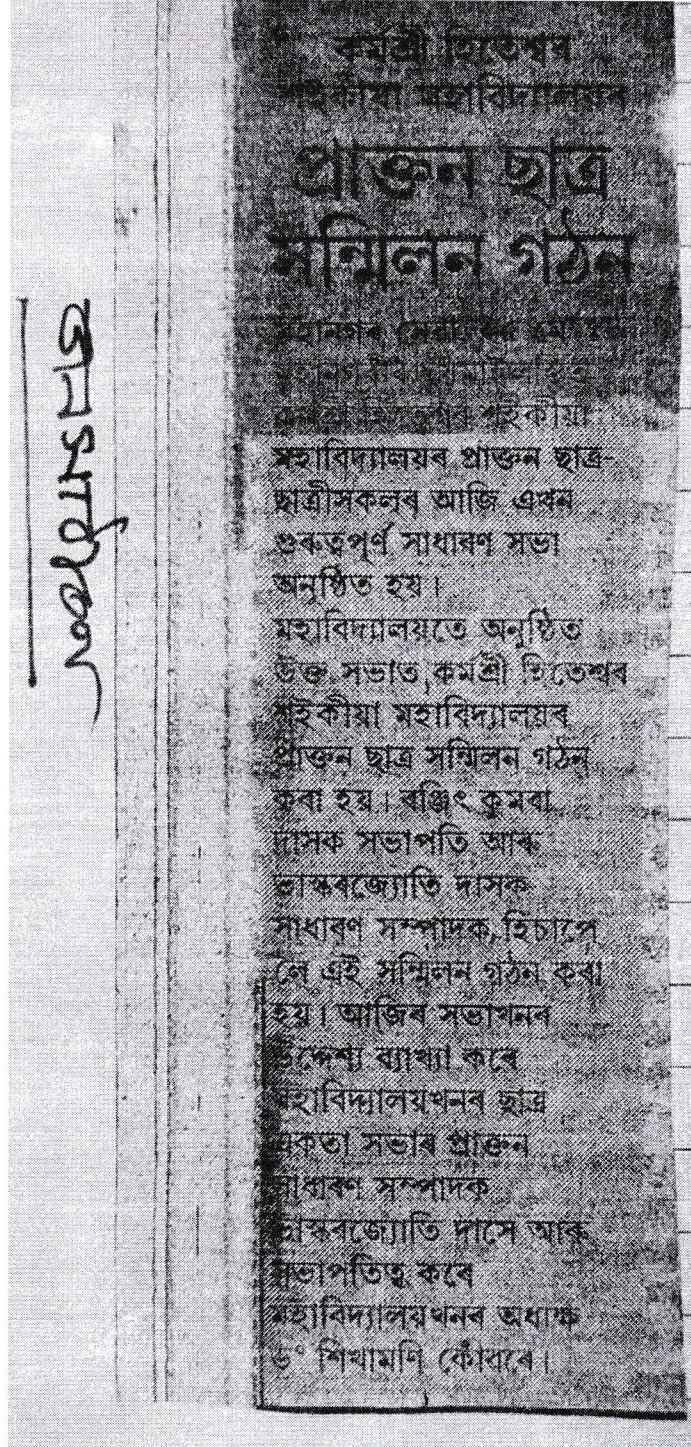 কৰ্মশ্ৰী হিতেশ্বৰ
শইকীয়া মহাবিদ্যালয়ৰ
প্ৰাক্তন ছাত্ৰ
সন্মিলন গঠন
মহানগৰ
শইকীয়া
মহাবিদ্যালয়ৰ প্ৰাক্তন ছাত্ৰ-
ছাত্ৰীসকলৰ আজি এখন
গুৰুত্বপূৰ্ণ সাধাৰণ সভা
অনুষ্ঠিত হয়।
মহাবিদ্যালয়তে অনুষ্ঠিত
উক্ত সভাত কৰ্মশ্ৰী হিতেশ্বৰ
শইকীয়া মহাবিদ্যালয়ৰ
প্ৰাক্তন ছাত্ৰ সন্মিলন গঠন
কৰা হয়। ৰঞ্জিৎ কুমৰা
দাসক সভাপতি আৰু
ভাস্কৰজ্যোতি দাসক
সাধাৰণ সম্পাদক হিচাপে
লৈ এই সন্মিলন গঠন কৰা
হয়। আজিৰ সভাখনৰ
উদ্দেশ্য ব্যাখ্যা কৰে
মহাবিদ্যালয়খনৰ ছাত্ৰ
একতা সভাৰ প্ৰাক্তন
সাধাৰণ সম্পাদক
ভাস্কৰজ্যোতি দাসে আৰু
সভাপতিত্ব কৰে
মহাবিদ্যালয়খনৰ অধ্যক্ষ
ড° শিখামণি কোঁৱৰে।